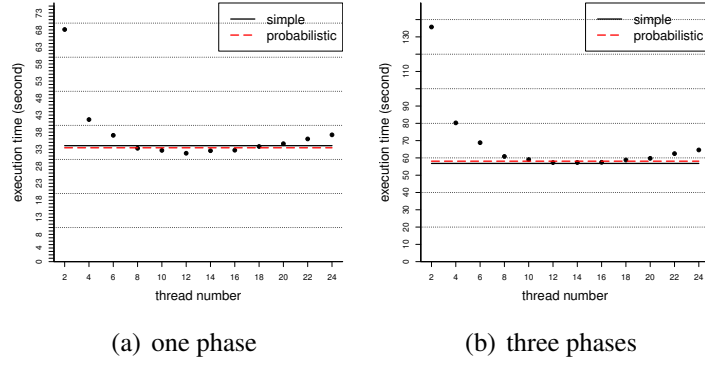 simple
probabilistic
execution time (second)
0 4 8 13 18 23 28 33 38 43 48 53 58 63 68 73
2 4 6 8 10 12 14 16 18 20 22 24
thread number
(a) one phase
simple
probabilistic
execution time (second)
0 20 40 50 60 70 80 90 110 130
2 4 6 8 10 12 14 16 18 20 22 24
thread number
(b) three phases